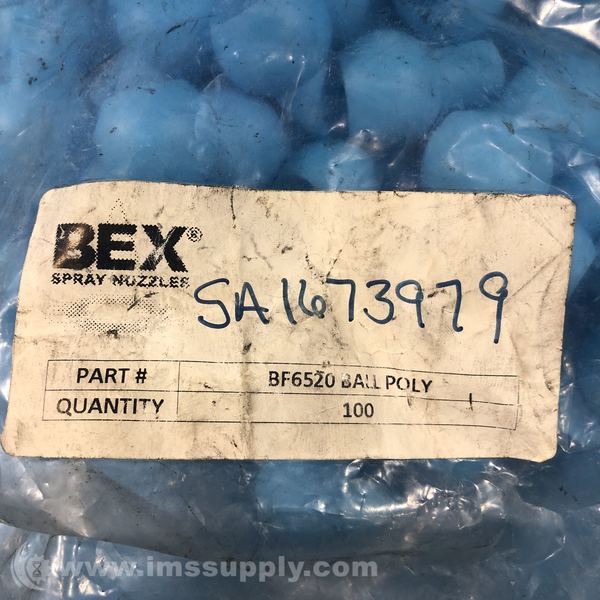 BEX®
SPRAY NOZZLES
SA1673979
PART # BF6520 BALL POLY
QUANTITY 100
www.imssupply.com